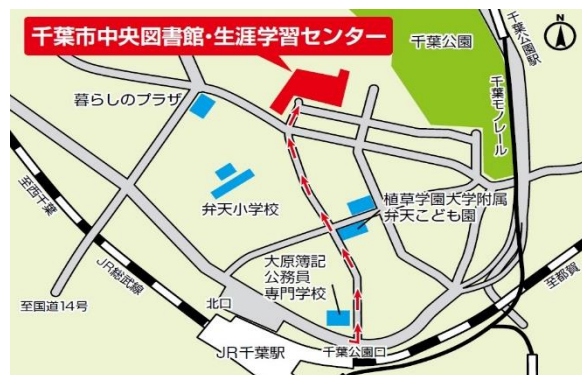 千葉市中央図書館・生涯学習センター
N
千葉公園
千葉公園駅
千葉モノレール
暮らしのプラザ
至西千葉
弁天小学校
植草学園大学附属
弁天こども園
JR総武線
大原簿記
公務員
専門学校
至都賀
北口
至国道14号
JR千葉駅
千葉公園口